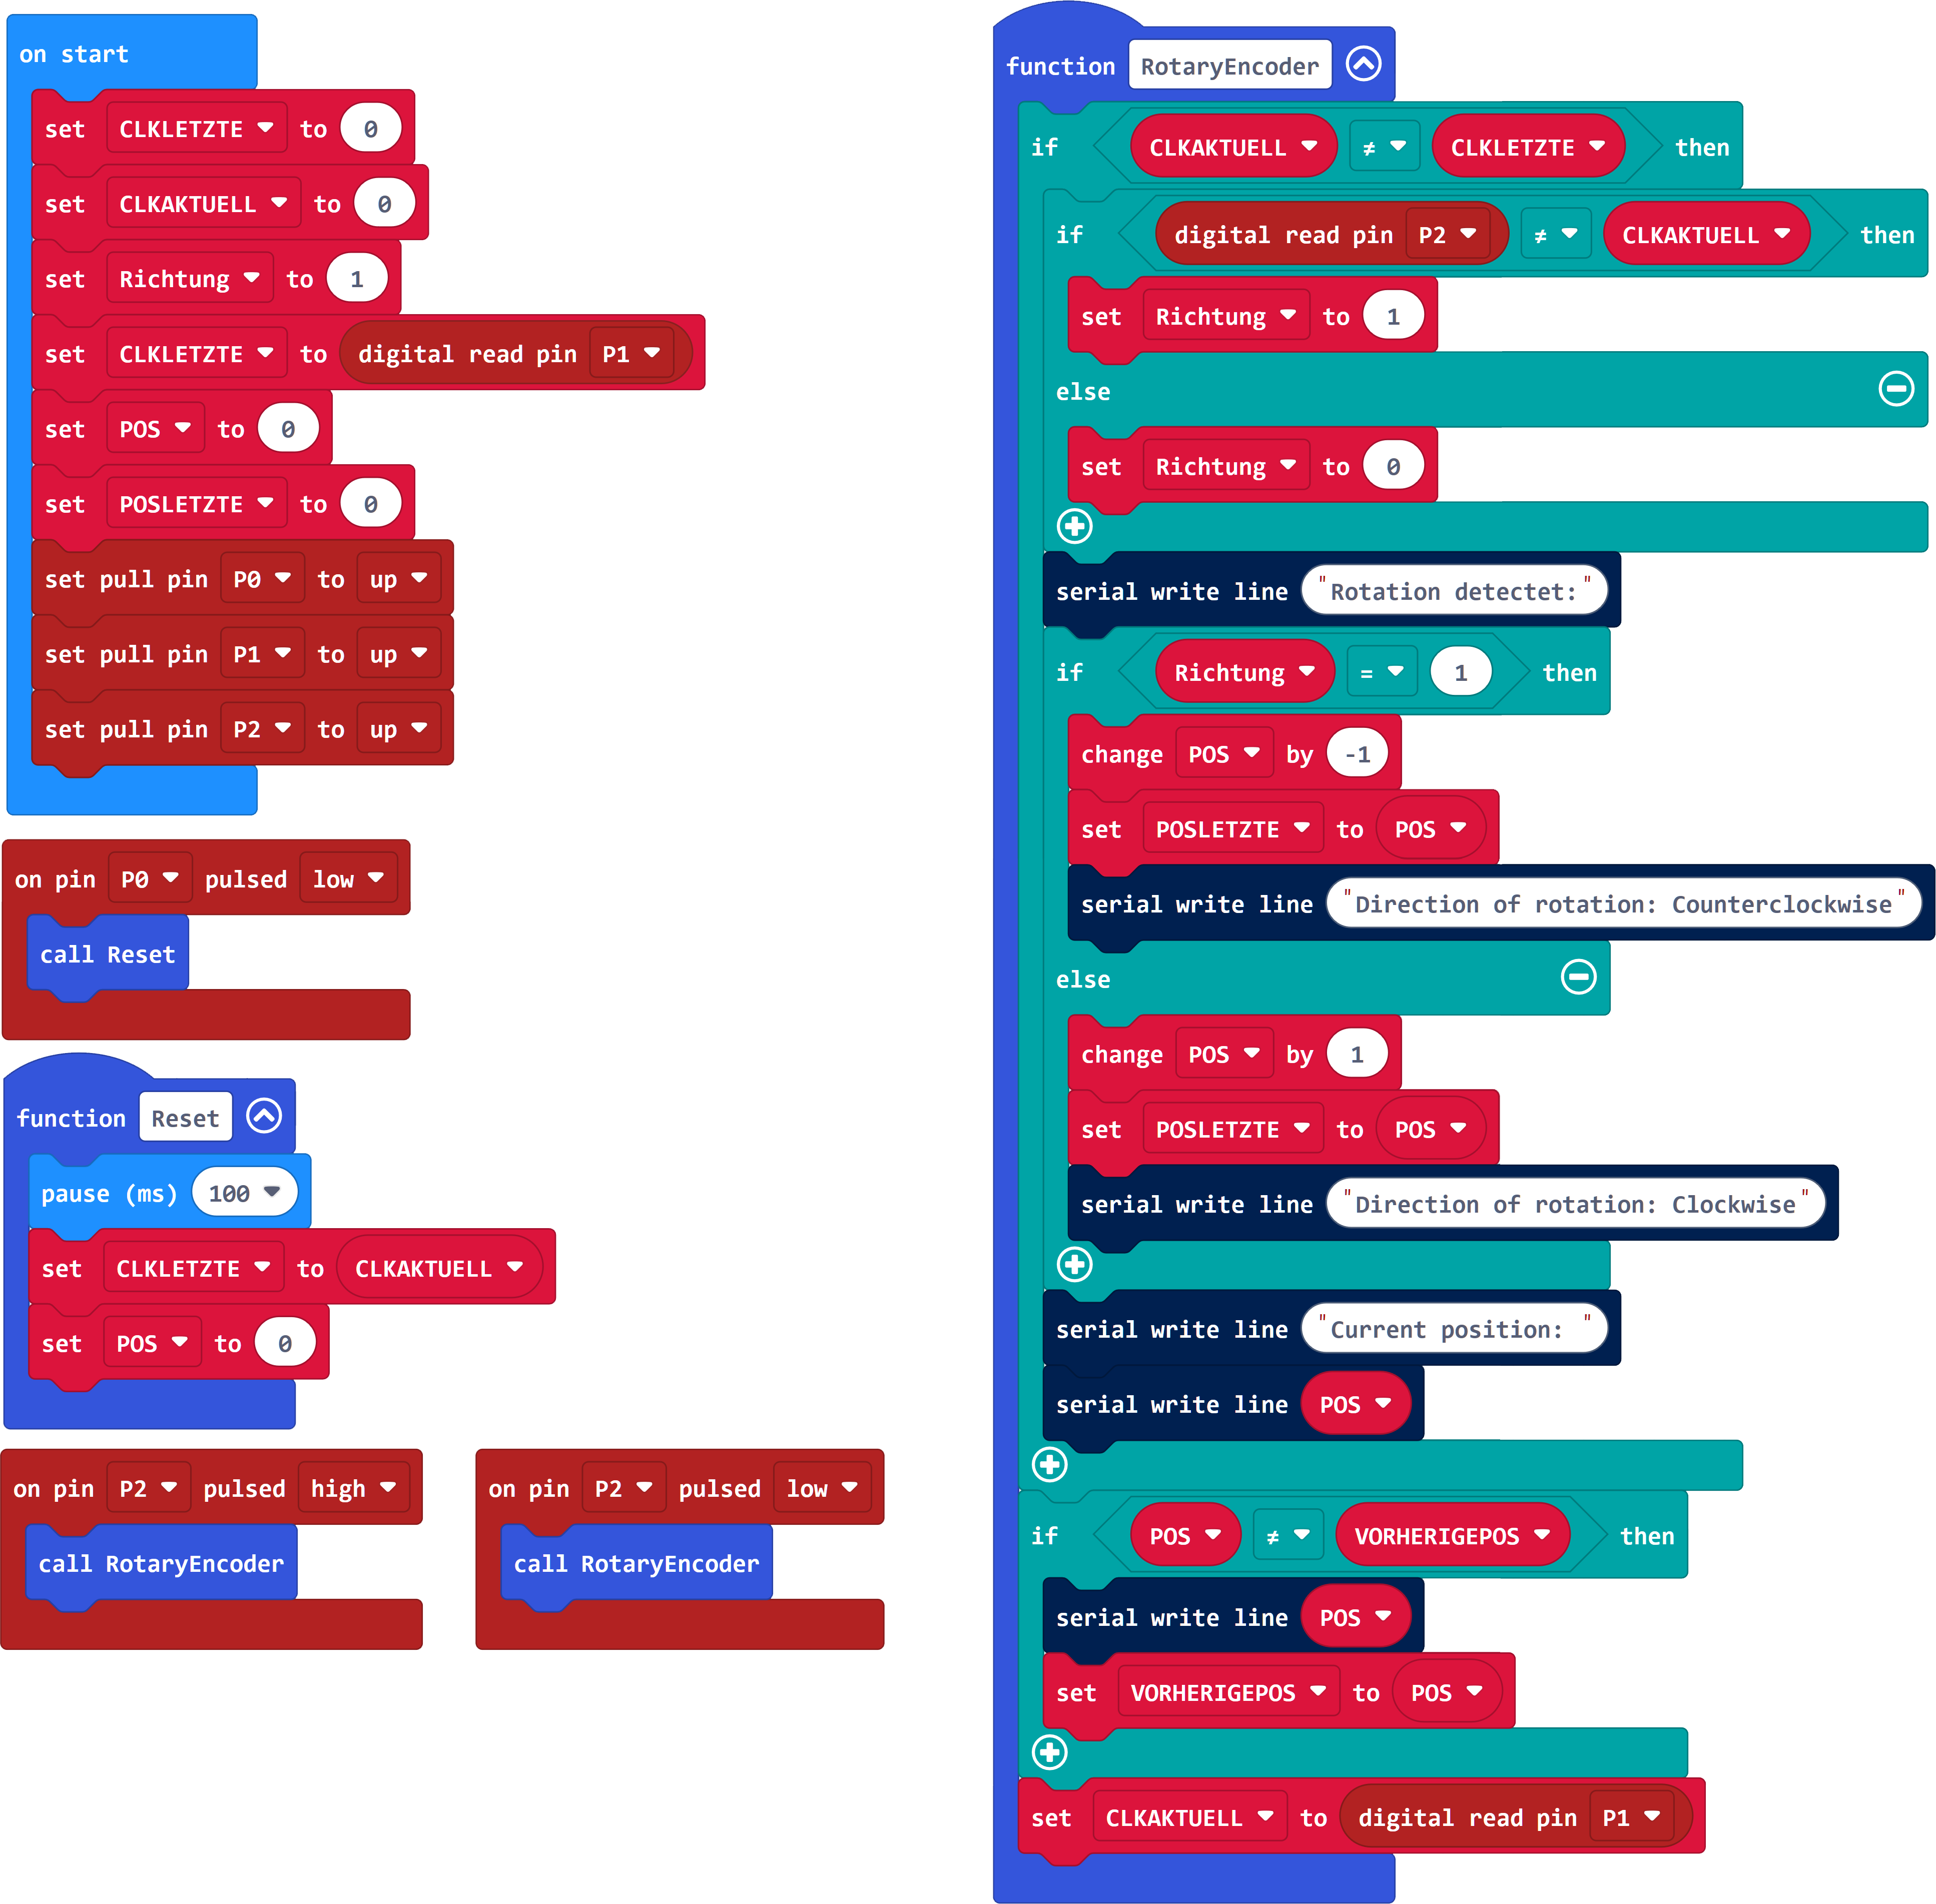 on start
set CLKLETZTE to 0
set CLKAKTUELL to 0
set Richtung to 1
set CLKLETZTE to digital read pin P1
set POS to 0
set POSLETZTE to 0
set pull pin P0 to up
set pull pin P1 to up
set pull pin P2 to up
on pin P0 pulsed low
call Reset
function Reset
pause (ms) 100
set CLKLETZTE to CLKAKTUELL
set POS to 0
on pin P2 pulsed high
call RotaryEncoder
on pin P2 pulsed low
call RotaryEncoder
function RotaryEncoder
if CLKAKTUELL ≠ CLKLETZTE then
if digital read pin P2 ≠ CLKAKTUELL then
set Richtung to 1
else
set Richtung to 0
serial write line "Rotation detectet:"
if Richtung = 1 then
change POS by -1
set POSLETZTE to POS
serial write line "Direction of rotation: Counterclockwise"
else
change POS by 1
set POSLETZTE to POS
serial write line "Direction of rotation: Clockwise"
serial write line "Current position: "
serial write line POS
if POS ≠ VORHERIGEPOS then
serial write line POS
set VORHERIGEPOS to POS
set CLKAKTUELL to digital read pin P1